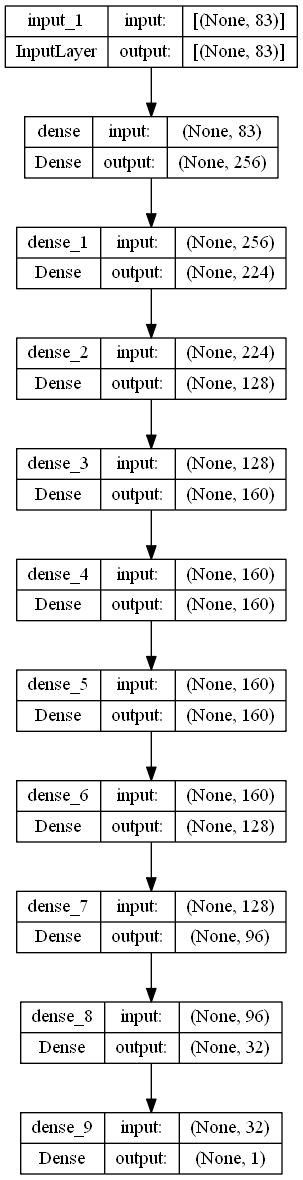 input_1 input: [(None, 83)]
InputLayer output: [(None, 83)]
dense input: (None, 83)
Dense output: (None, 256)
dense_1 input: (None, 256)
Dense output: (None, 224)
dense_2 input: (None, 224)
Dense output: (None, 128)
dense_3 input: (None, 128)
Dense output: (None, 160)
dense_4 input: (None, 160)
Dense output: (None, 160)
dense_5 input: (None, 160)
Dense output: (None, 160)
dense_6 input: (None, 160)
Dense output: (None, 128)
dense_7 input: (None, 128)
Dense output: (None, 96)
dense_8 input: (None, 96)
Dense output: (None, 32)
dense_9 input: (None, 32)
Dense output: (None, 1)